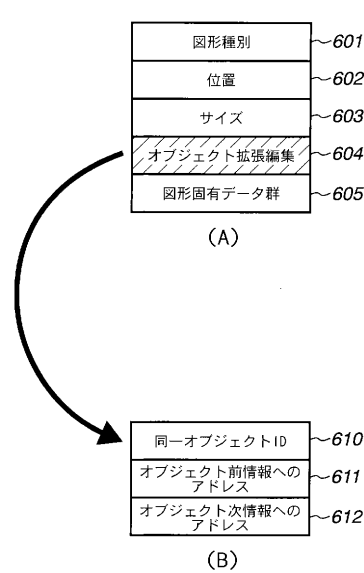 図形種別 601
位置 602
サイズ 603
オブジェクト拡張編集 604
図形固有データ群 605
(A)
同一オブジェクトID 610
オブジェクト前情報への
アドレス 611
オブジェクト次情報への
アドレス 612
(B)